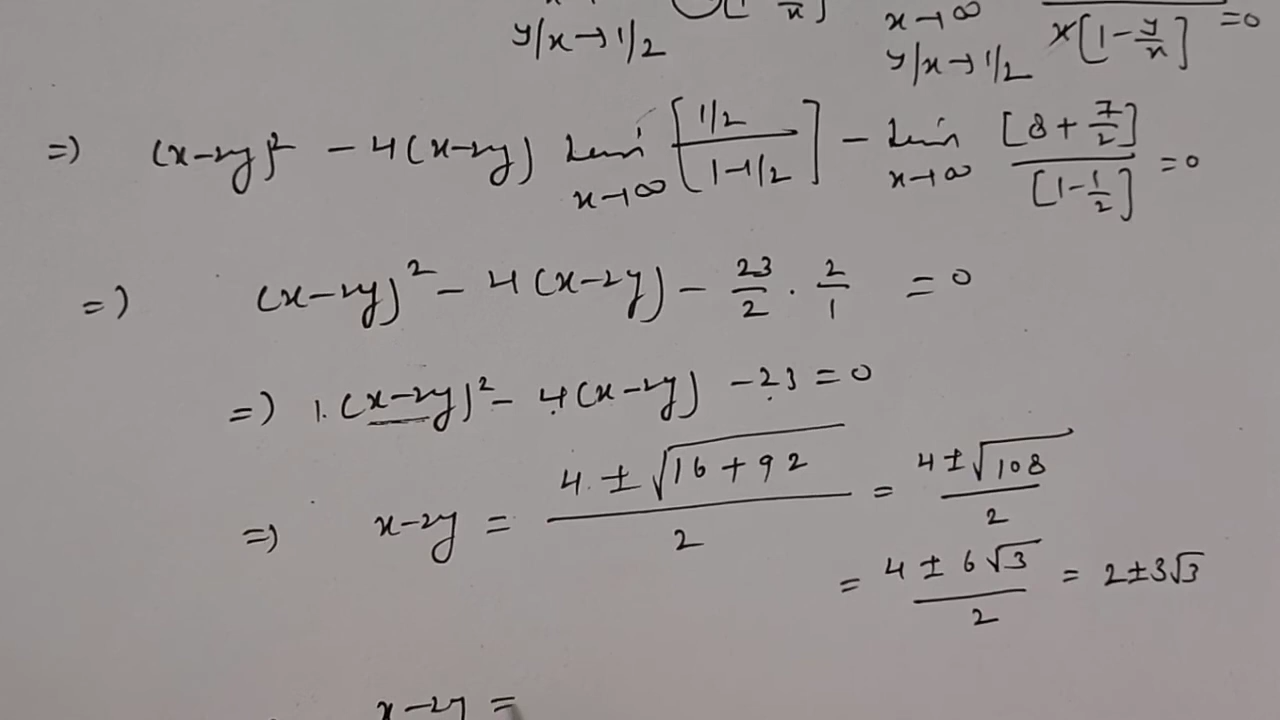 y/x→1/2 x→∞ x[1-y/x] =0
y/x→1/2
=> (x-2y)² - 4(x-2y) Lim x→∞ [(1/2)/(1-1/2)] - Lim x→∞ [8+7/2]/[1-1/2] =0
=> (x-2y)² - 4(x-2y) - 23/2 · 2/1 = 0
=> 1.(x-2y)² - 4(x-2y) - 23 = 0
=> x-2y = (4 ± √(16+92))/2 = (4±√108)/2
= (4 ± 6√3)/2 = 2±3√3
x-2y =